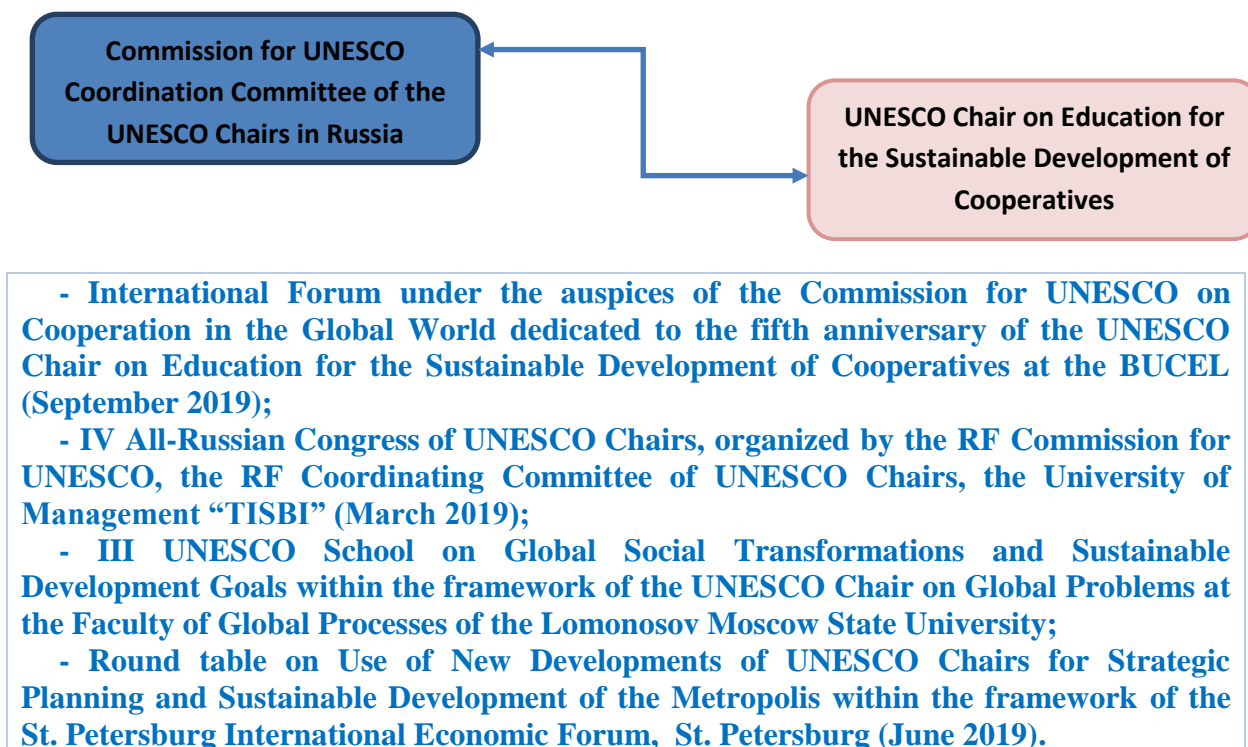 Commission for UNESCO
Coordination Committee of the
UNESCO Chairs in Russia
UNESCO Chair on Education for
the Sustainable Development of
Cooperatives
- International Forum under the auspices of the Commission for UNESCO on
Cooperation in the Global World dedicated to the fifth anniversary of the UNESCO
Chair on Education for the Sustainable Development of Cooperatives at the BUCEL
(September 2019);
- IV All-Russian Congress of UNESCO Chairs, organized by the RF Commission for
UNESCO, the RF Coordinating Committee of UNESCO Chairs, the University of
Management “TISBI” (March 2019);
- III UNESCO School on Global Social Transformations and Sustainable
Development Goals within the framework of the UNESCO Chair on Global Problems at
the Faculty of Global Processes of the Lomonosov Moscow State University;
- Round table on Use of New Developments of UNESCO Chairs for Strategic
Planning and Sustainable Development of the Metropolis within the framework of the
St. Petersburg International Economic Forum, St. Petersburg (June 2019).